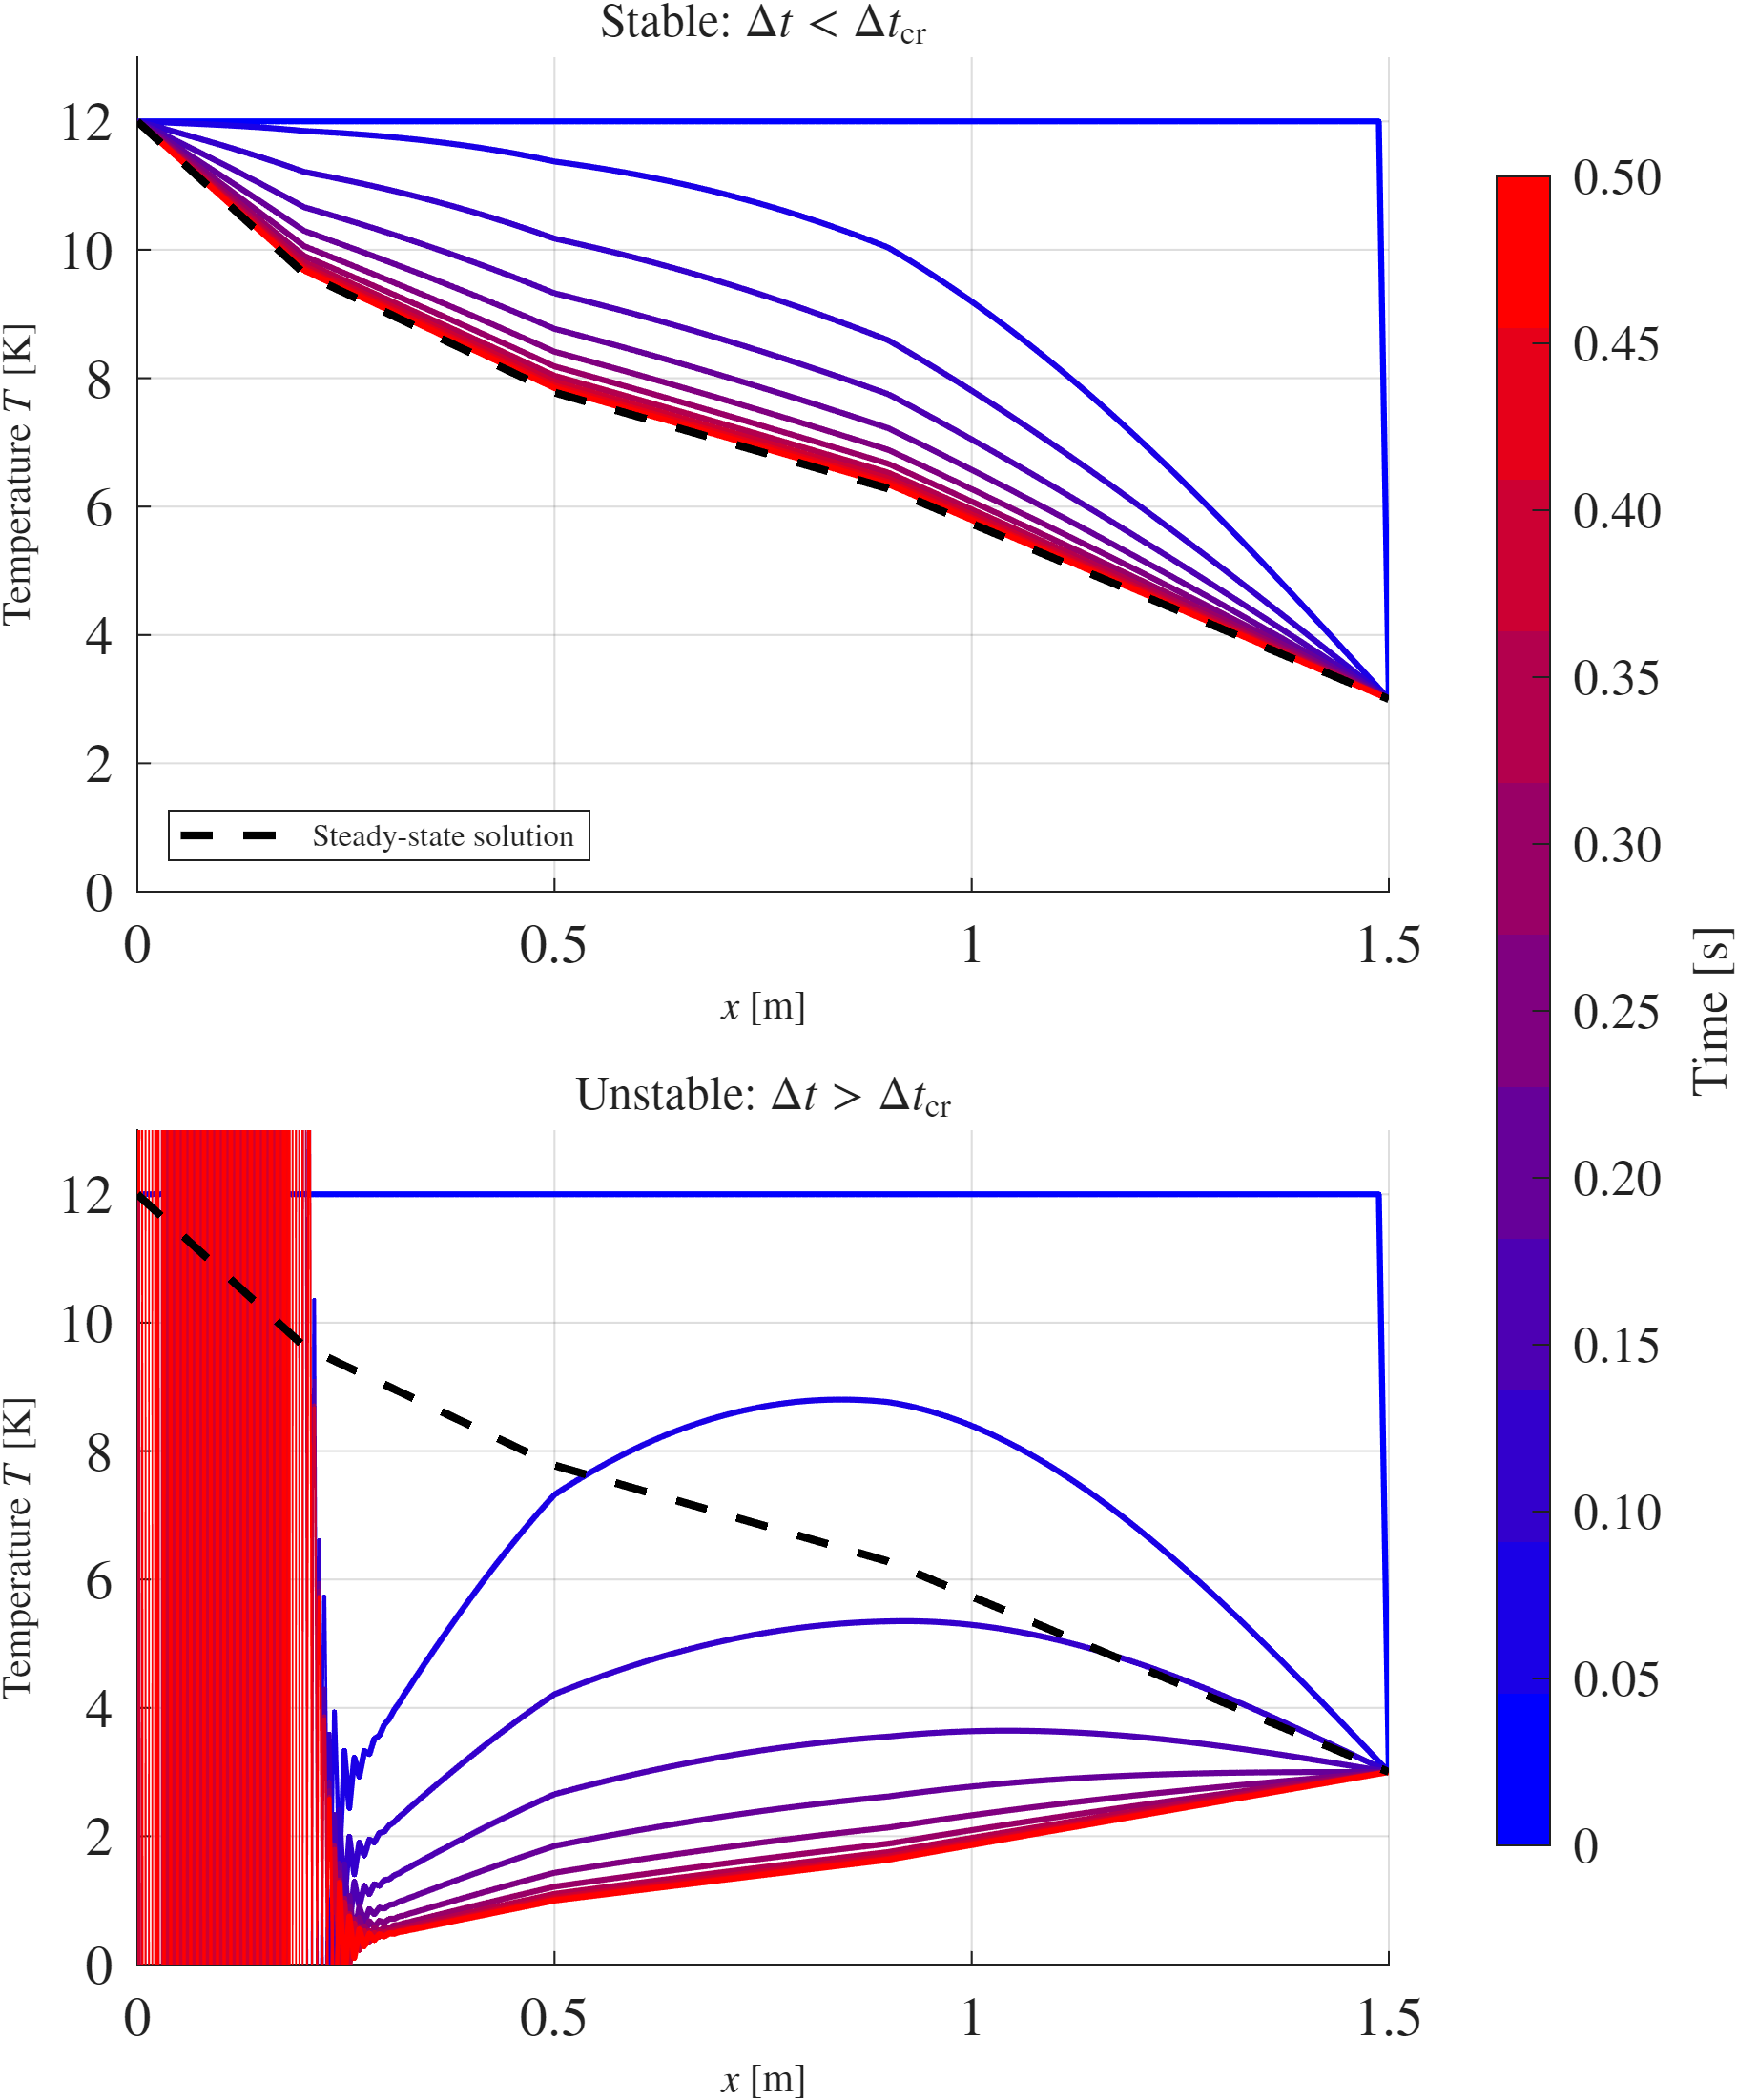 Stable: Δt < Δt_cr
12
10
8
6
4
2
0
Temperature T [K]
Steady-state solution
0 0.5 1 1.5
x [m]
Unstable: Δt > Δt_cr
12
10
8
6
4
2
0
Temperature T [K]
0 0.5 1 1.5
x [m]
0.50
0.45
0.40
0.35
0.30
0.25
0.20
0.15
0.10
0.05
0
Time [s]